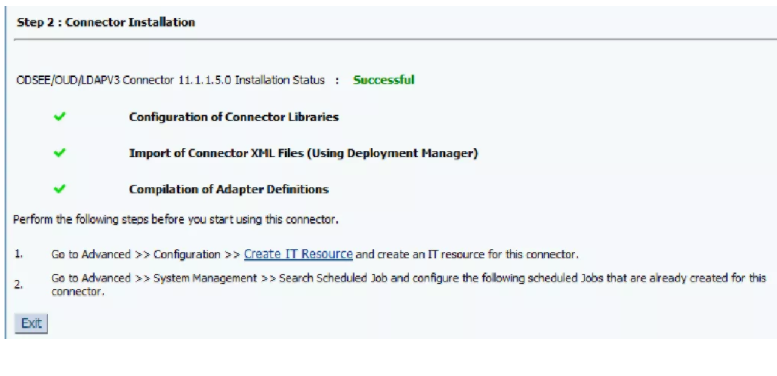 Step 2 : Connector Installation
ODSEE/OUD/LDAPV3 Connector 11.1.1.5.0 Installation Status : Successful
Configuration of Connector Libraries
Import of Connector XML Files (Using Deployment Manager)
Compilation of Adapter Definitions
Perform the following steps before you start using this connector.
1. Go to Advanced >> Configuration >> Create IT Resource and create an IT resource for this connector.
2. Go to Advanced >> System Management >> Search Scheduled Job and configure the following scheduled Jobs that are already created for this
connector.
Exit